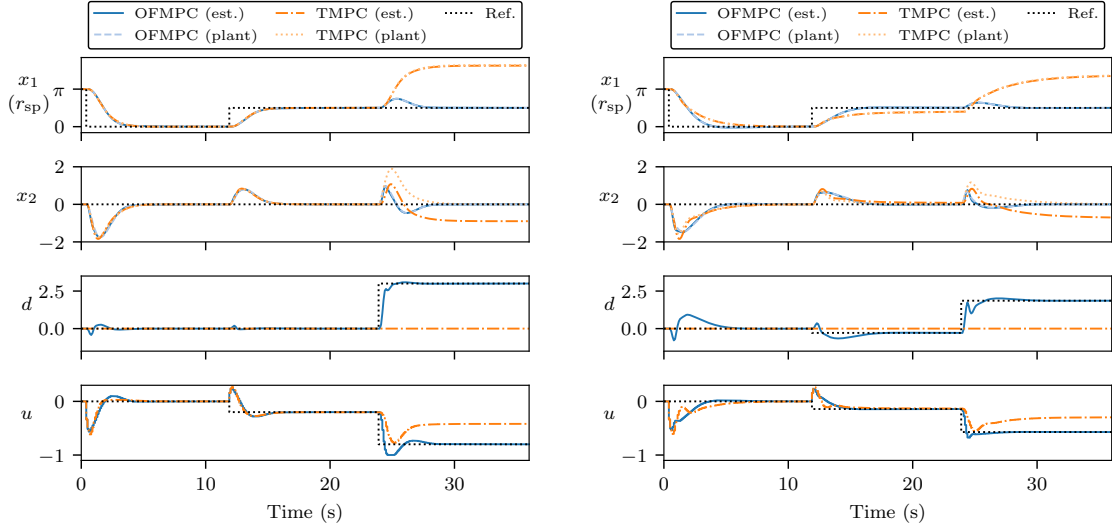 OFMPC (est.) TMPC (est.) Ref.
OFMPC (plant) TMPC (plant)
x₁
(r_sp)
π
0
x₂
2
0
−2
d
2.5
0.0
u
0
−1
0 10 20 30
Time (s)
OFMPC (est.) TMPC (est.) Ref.
OFMPC (plant) TMPC (plant)
x₁
(r_sp)
π
0
x₂
2
0
−2
d
2.5
0.0
u
0
−1
0 10 20 30
Time (s)